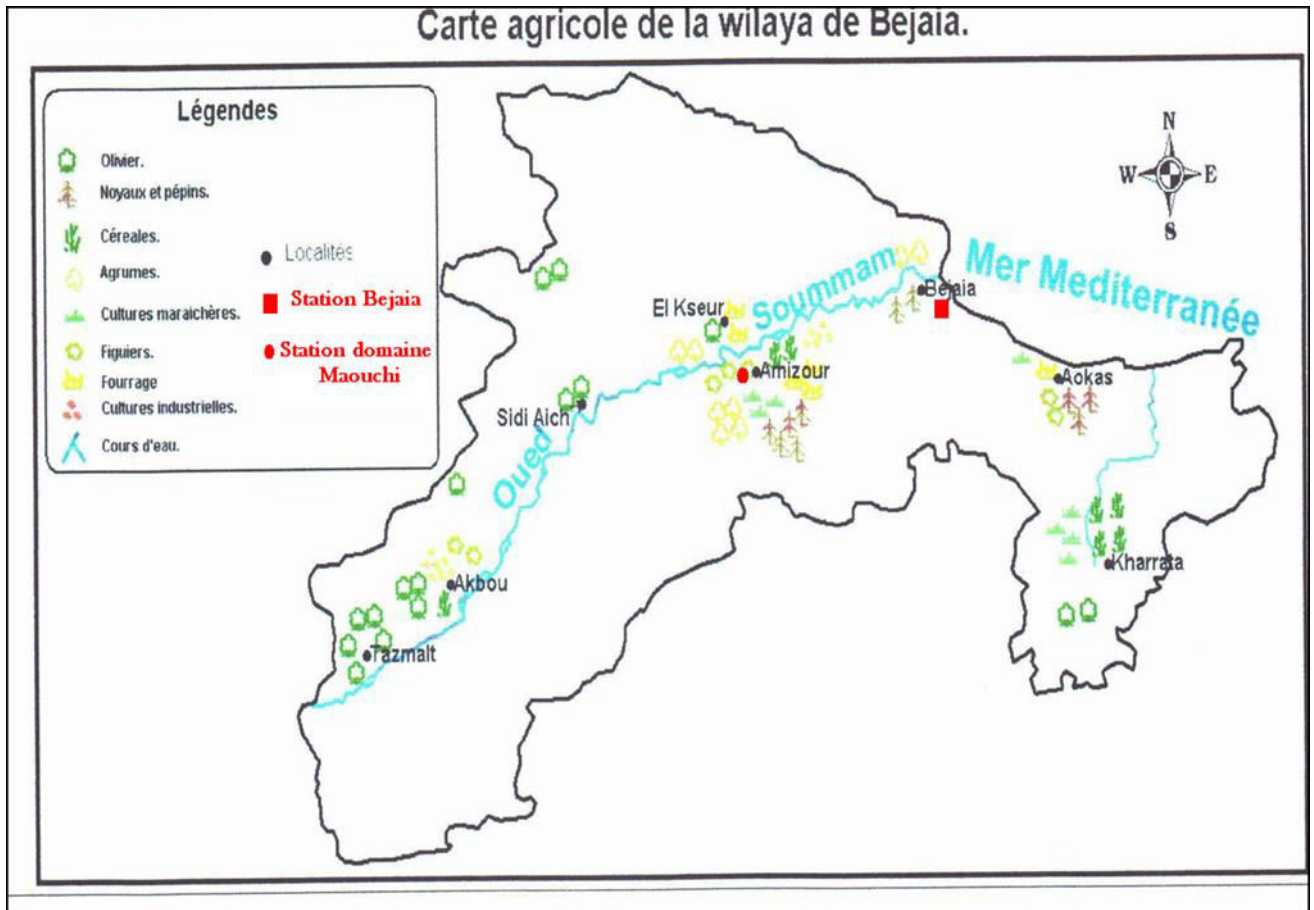 Carte agricole de la wilaya de Bejaia.
Légendes
Olivier.
Noyaux et pépins.
Céreales.
Agrumes.
Cultures maraichères.
Figuiers.
Fourrage
Cultures industrielles.
Cours d'eau.
Localités
Station Bejaia
Station domaine
Maouchi
N
W
E
S
Mer Mediterranée
Oued
Soummam
Bejaia
El Kseur
Amizour
Aokas
Sidi Aich
Kharrata
Akbou
Tazmalt